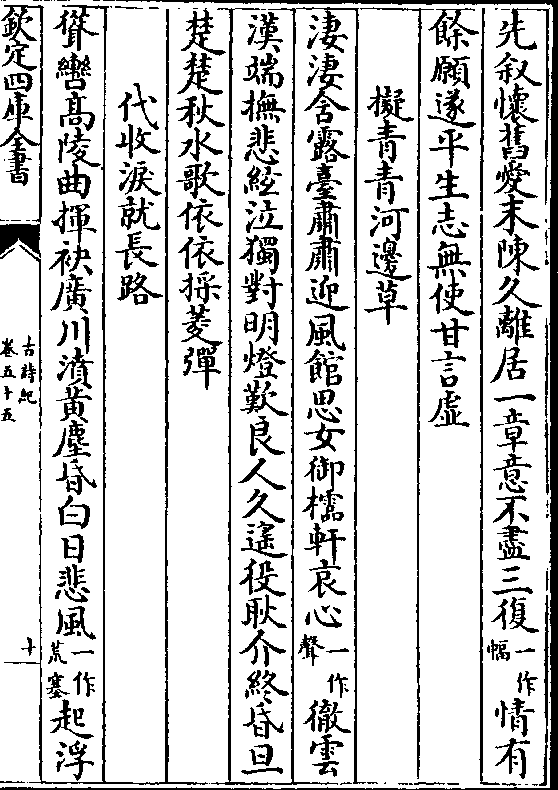 先叙懷舊愛末陳久離居一章意不盡三復一作幅情有
餘願遂平生志無使甘言虛
擬青青河邊草
淒淒含露臺肅肅迎風館思女御櫺軒哀心一作聲徹雲
漢端撫悲絃泣獨對明燈歎良人久遙役耿介終昏旦
楚楚秋水歌依依採菱彈
代收淚就長路
聳轡高陵曲揮袂廣川濆黃塵昏白日悲風一作荒塞起浮
欽定四庫全書
古詩紀
卷五十五
十